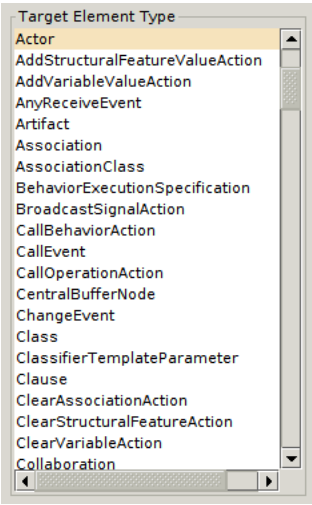 Target Element Type
Actor
AddStructuralFeatureValueAction
AddVariableValueAction
AnyReceiveEvent
Artifact
Association
AssociationClass
BehaviorExecutionSpecification
BroadcastSignalAction
CallBehaviorAction
CallEvent
CallOperationAction
CentralBufferNode
ChangeEvent
Class
ClassifierTemplateParameter
Clause
ClearAssociationAction
ClearStructuralFeatureAction
ClearVariableAction
Collaboration